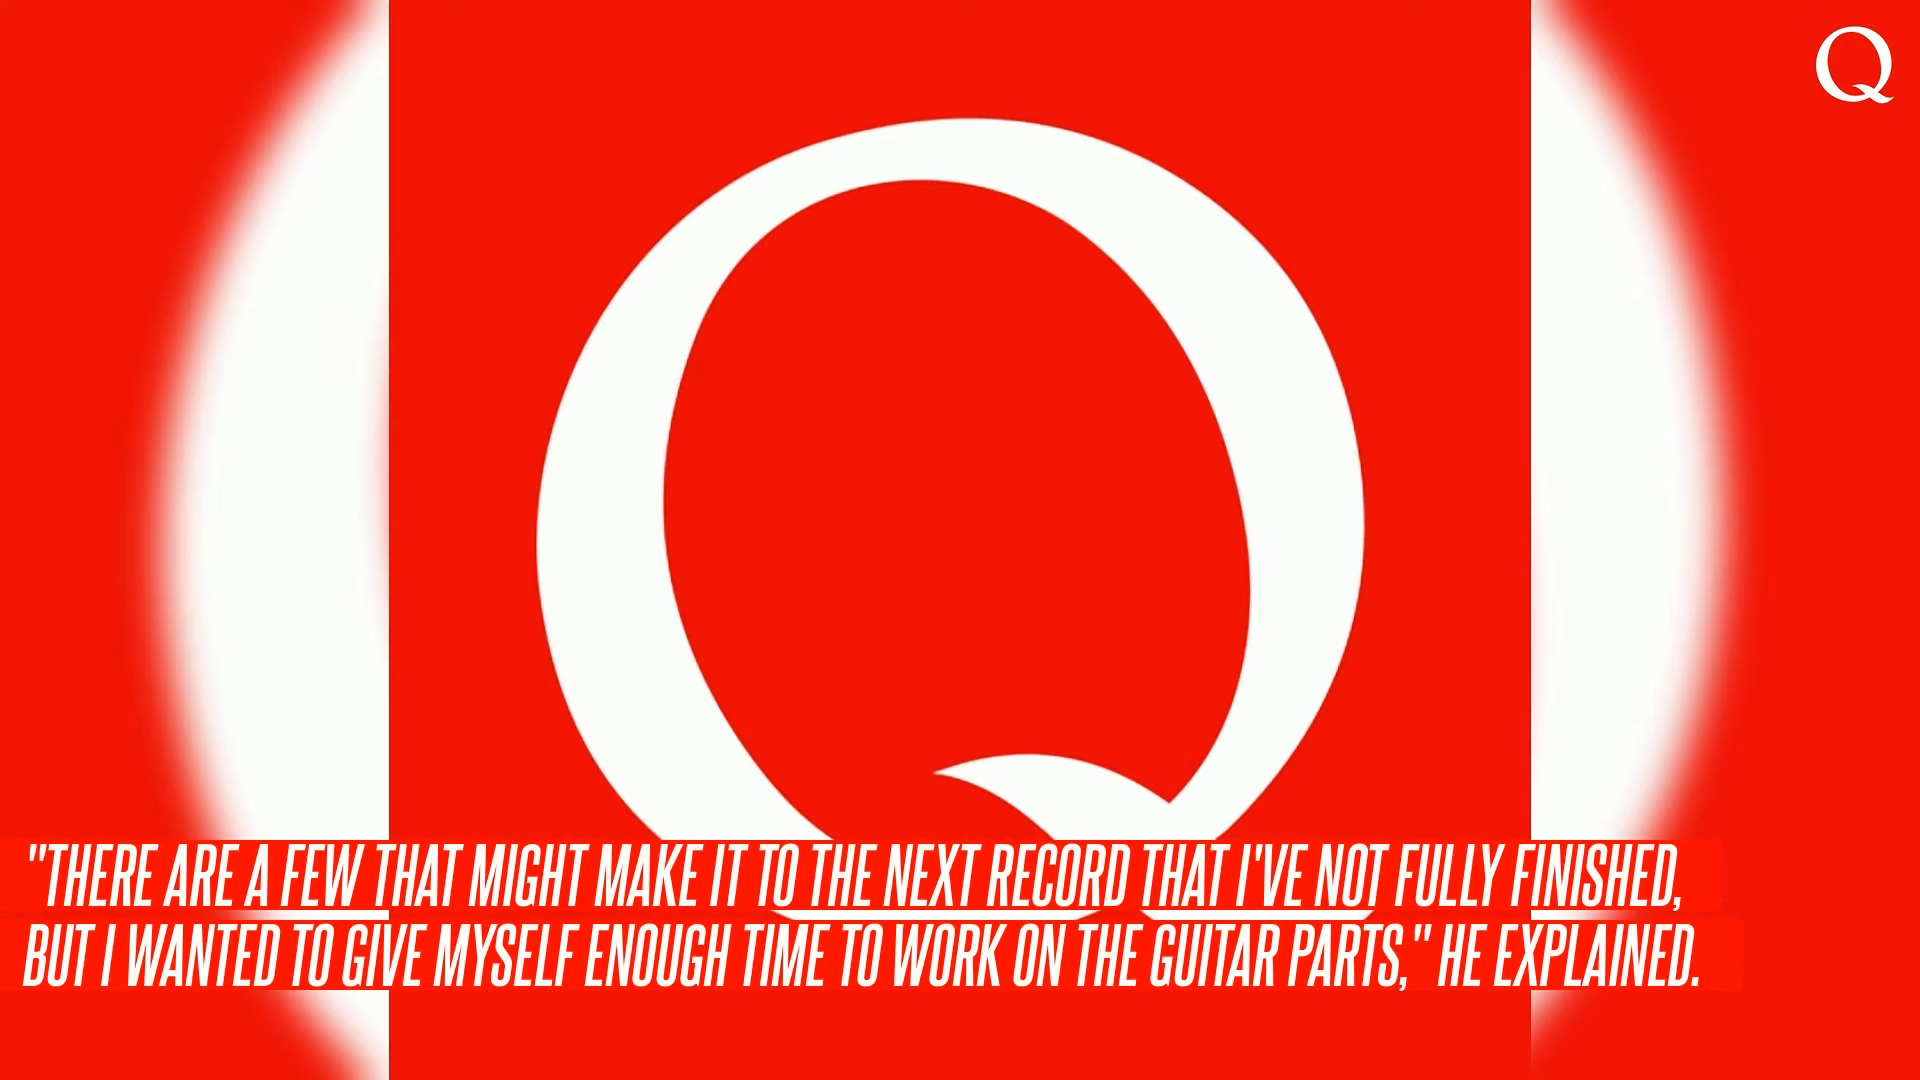 Q
Q
"THERE ARE A FEW THAT MIGHT MAKE IT TO THE NEXT RECORD THAT I'VE NOT FULLY FINISHED,
BUT I WANTED TO GIVE MYSELF ENOUGH TIME TO WORK ON THE GUITAR PARTS," HE EXPLAINED.